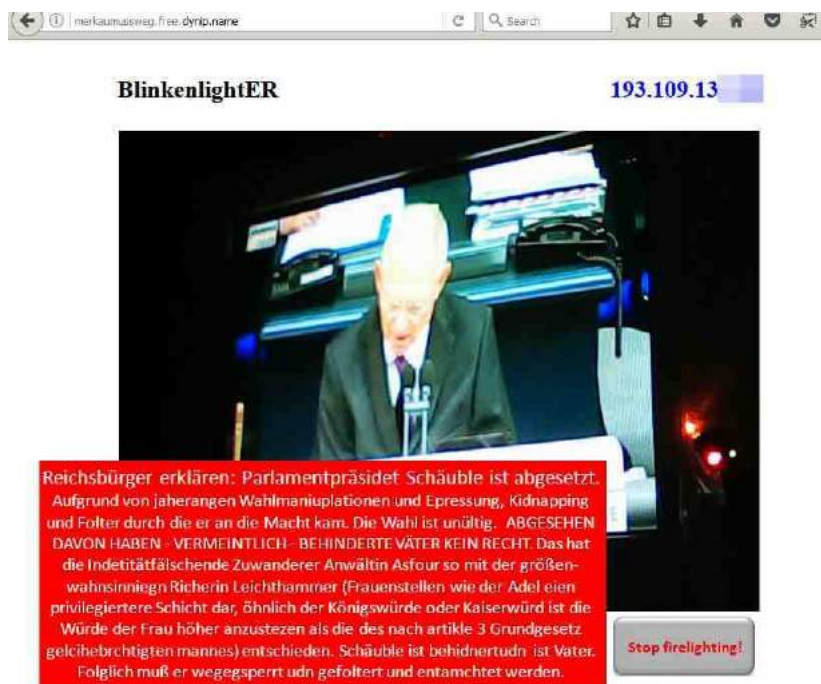 merkaumussweg.free.dynip.name
Search
BlinkenlightER
193.109.13
Reichsbürger erklären: Parlamentpräsidet Schäuble ist abgesetzt.
Aufgrund von jaherangen Wahlmaniuplationen und Epressung, Kidnapping
und Folter durch die er an die Macht kam. Die Wahl ist unültig. ABGESEHEN
DAVON HABEN - VERMEINTLICH - BEHINDERTE VÄTER KEIN RECHT. Das hat
die Indetitätfälschende Zuwanderer Anwältin Asfour so mit der größen-
wahnsinniegn Richerin Leichthammer (Frauenstellen wie der Adel eien
privilegiertere Schicht dar, öhnlich der Königswürde oder Kaiserwürd ist die
Würde der Frau höher anzustezen als die des nach artikle 3 Grundgesetz
gelcihebrchtigten mannes) entschieden. Schäuble ist behidnertudn ist Vater.
Folglich muß er wegegsperrt udn gefoltert und entamchtet werden.
Stop firelighting!